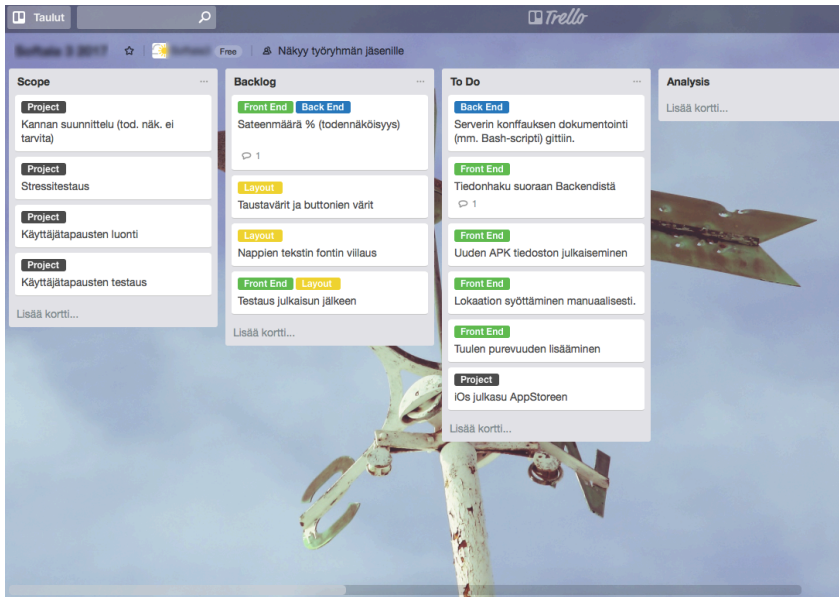 Taulut
Trello
Free
Näkyy työryhmän jäsenille
Scope
Project
Kannan suunnittelu (tod. näk. ei
tarvita)
Project
Stressitestaus
Project
Käyttäjätapausten luonti
Project
Käyttäjätapausten testaus
Lisää kortti...
Backlog
Front End Back End
Sateenmäärä % (todennäköisyys)
1
Layout
Taustavärit ja buttonien värit
Layout
Nappien tekstin fontin viilaus
Front End Layout
Testaus julkaisun jälkeen
Lisää kortti...
To Do
Back End
Serverin konffauksen dokumentointi
(mm. Bash-scripti) gittiin.
Front End
Tiedonhaku suoraan Backendistä
1
Front End
Uuden APK tiedoston julkaiseminen
Front End
Lokaation syöttäminen manuaalisesti.
Front End
Tuulen purevuuden lisääminen
Project
iOs julkasu AppStoreen
Lisää kortti...
Analysis
Lisää kortti...